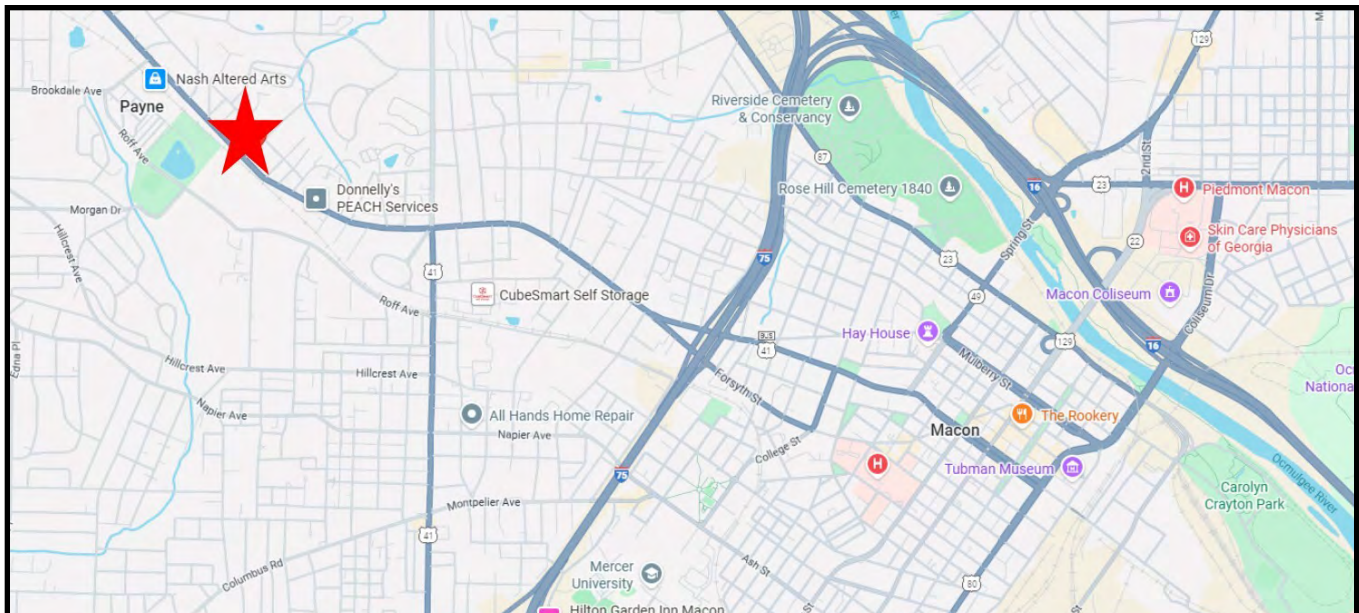 129
Nash Altered Arts
Brookdale Ave
Payne
Riverside Cemetery
& Conservancy
Roff Ave
87
2nd St
Rose Hill Cemetery 1840
16
23
Piedmont Macon
Donnelly's
PEACH Services
Morgan Dr
Skin Care Physicians
of Georgia
Spring St
22
Hillcrest Ave
75
23
41
CubeSmart Self Storage
49
Macon Coliseum
Coliseum Dr
Roff Ave
Hay House
41
129
16
Edna Pl
Mulberry St
Hillcrest Ave
Hillcrest Ave
Forsyth St
National
Napier Ave
All Hands Home Repair
The Rookery
Napier Ave
Macon
College St
Tubman Museum
75
Ocmulgee River
Carolyn
Crayton Park
Montpelier Ave
41
Ash St
Columbus Rd
Mercer
University
80
Hilton Garden Inn Macon